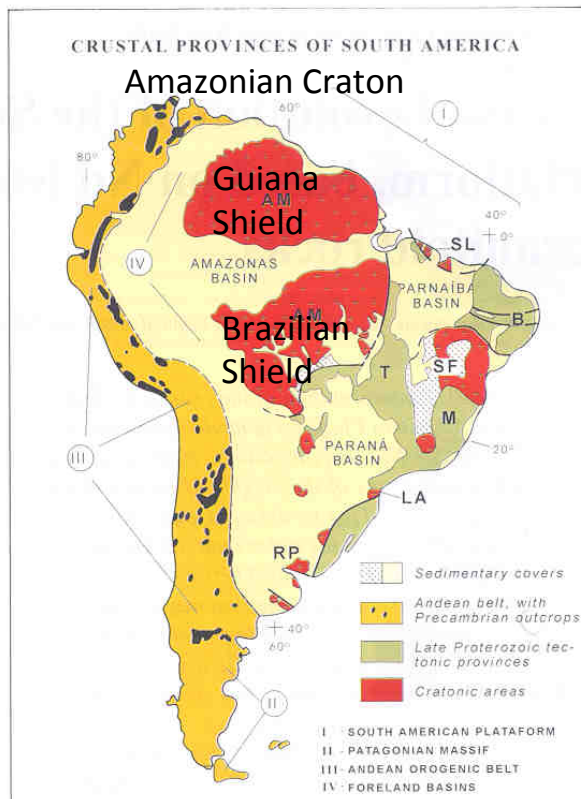 CRUSTAL PROVINCES OF SOUTH AMERICA
Amazonian Craton
60°
I
80°
Guiana
Shield
AM
40°
0°
SL
IV
AMAZONAS
BASIN
PARNAÍBA
BASIN
B
AM
Brazilian
Shield
T
SF
M
20°
PARANÁ
BASIN
III
LA
RP
40°
60°
II
Sedimentary covers
Andean belt, with
Precambrian outcrops
Late Proterozoic tec-
tonic provinces
Cratonic areas
I - SOUTH AMERICAN PLATAFORM
II - PATAGONIAN MASSIF
III - ANDEAN OROGENIC BELT
IV - FORELAND BASINS